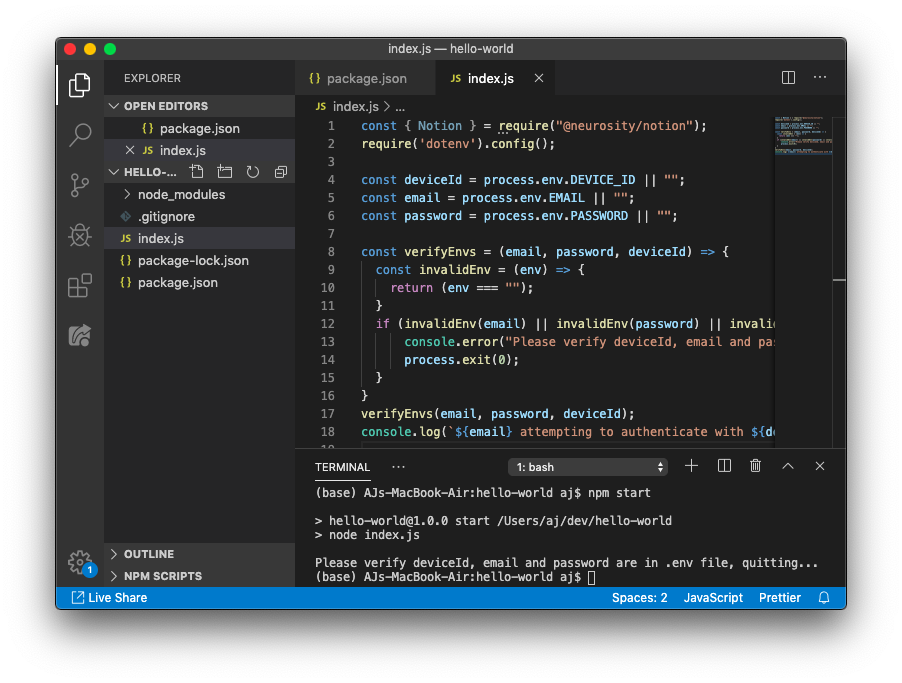 index.js — hello-world
EXPLORER
OPEN EDITORS
package.json
JS index.js
HELLO-...
node_modules
.gitignore
JS index.js
package-lock.json
package.json
OUTLINE
NPM SCRIPTS
1
{} package.json
JS index.js
JS index.js > ...
1 const { Notion } = require("@neurosity/notion");
2 require('dotenv').config();
3
4 const deviceId = process.env.DEVICE_ID || "";
5 const email = process.env.EMAIL || "";
6 const password = process.env.PASSWORD || "";
7
8 const verifyEnvs = (email, password, deviceId) => {
9 const invalidEnv = (env) => {
10 return (env === "");
11 }
12 if (invalidEnv(email) || invalidEnv(password) || invali
13 console.error("Please verify deviceId, email and pas
14 process.exit(0);
15 }
16 }
17 verifyEnvs(email, password, deviceId);
18 console.log(`${email} attempting to authenticate with ${de
TERMINAL ... 1: bash
(base) AJs-MacBook-Air:hello-world aj$ npm start
> hello-world@1.0.0 start /Users/aj/dev/hello-world
> node index.js
Please verify deviceId, email and password are in .env file, quitting...
(base) AJs-MacBook-Air:hello-world aj$
Live Share Spaces: 2 JavaScript Prettier